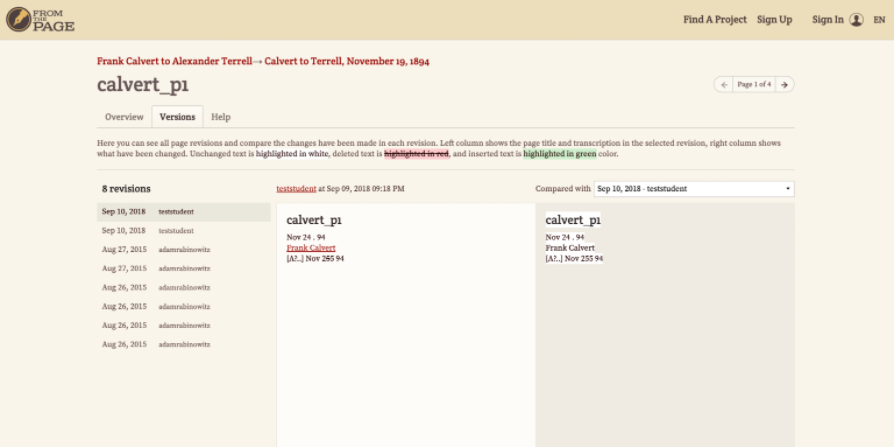 FROM
THE
PAGE
Find A Project Sign Up Sign In EN
Frank Calvert to Alexander Terrell→ Calvert to Terrell, November 19, 1894
calvert_p1
← Page 1 of 4 →
Overview Versions Help
Here you can see all page revisions and compare the changes have been made in each revision. Left column shows the page title and transcription in the selected revision, right column shows
what have been changed. Unchanged text is highlighted in white, deleted text is highlighted in red, and inserted text is highlighted in green color.
8 revisions
Sep 10, 2018 teststudent
Sep 10, 2018 teststudent
Aug 27, 2015 adamrabinowitz
Aug 27, 2015 adamrabinowitz
Aug 26, 2015 adamrabinowitz
Aug 26, 2015 adamrabinowitz
Aug 26, 2015 adamrabinowitz
Aug 26, 2015 adamrabinowitz
teststudent at Sep 09, 2018 09:18 PM
Compared with Sep 10, 2018 - teststudent
calvert_p1
Nov 24 . 94
Frank Calvert
[A?..] Nov 255 94
calvert_p1
Nov 24 . 94
Frank Calvert
[A?..] Nov 255 94